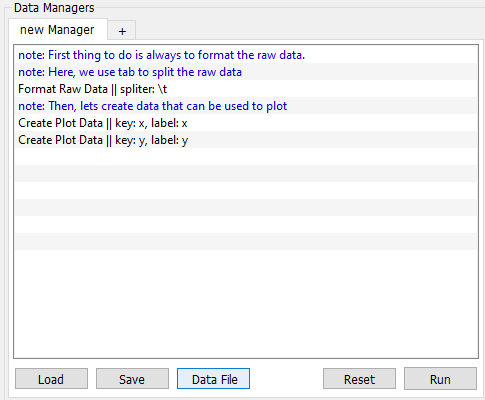 Data Managers
new Manager +
note: First thing to do is always to format the raw data.
note: Here, we use tab to split the raw data
Format Raw Data || spliter: \t
note: Then, lets create data that can be used to plot
Create Plot Data || key: x, label: x
Create Plot Data || key: y, label: y
Load Save Data File Reset Run